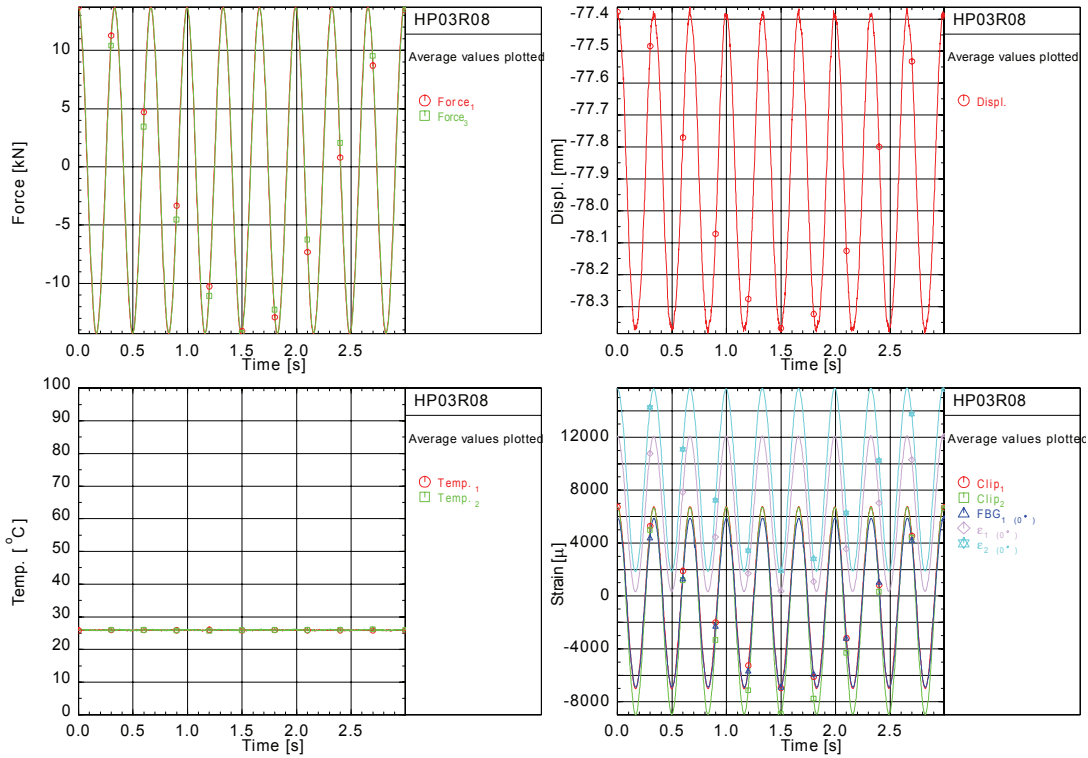 HP03R08
Average values plotted
Force₁
Force₃
10
5
0
-5
-10
Force [kN]
0.0 0.5 1.0 1.5 2.0 2.5
Time [s]
HP03R08
Average values plotted
Displ.
-77.4
-77.5
-77.6
-77.7
-77.8
-77.9
-78.0
-78.1
-78.2
-78.3
Displ. [mm]
0.0 0.5 1.0 1.5 2.0 2.5
Time [s]
HP03R08
Average values plotted
Temp. ₁
Temp. ₂
100
90
80
70
60
50
40
30
20
10
0
Temp. [ °C]
0.0 0.5 1.0 1.5 2.0 2.5
Time [s]
HP03R08
Average values plotted
Clip₁
Clip₂
FBG₁ (0°)
ε₁ (0°)
ε₂ (0°)
12000
8000
4000
0
-4000
-8000
Strain[μ]
0.0 0.5 1.0 1.5 2.0 2.5
Time [s]